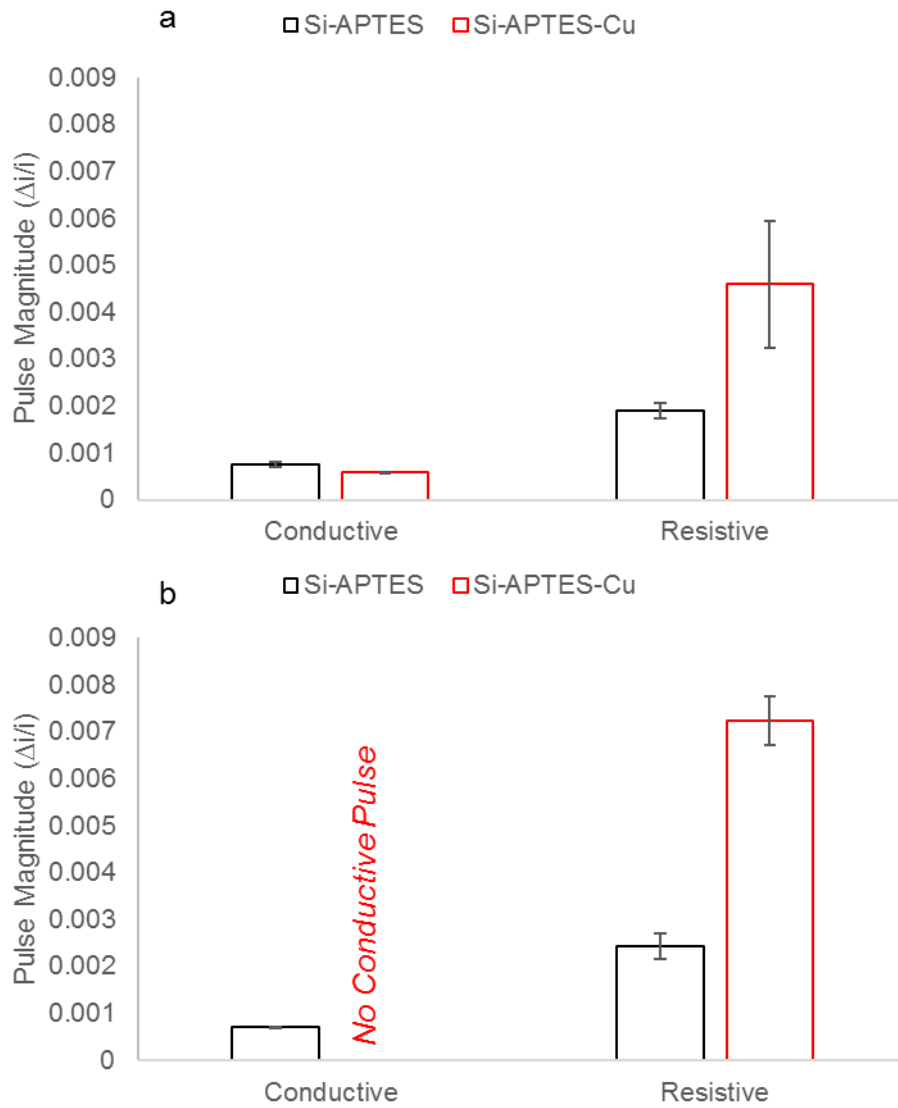 a
Si-APTES Si-APTES-Cu
0.009
0.008
0.007
0.006
0.005
0.004
0.003
0.002
0.001
0
Pulse Magnitude (Δi/i)
Conductive Resistive
b
Si-APTES Si-APTES-Cu
0.009
0.008
0.007
0.006
0.005
0.004
0.003
0.002
0.001
0
Pulse Magnitude (Δi/i)
No Conductive Pulse
Conductive Resistive